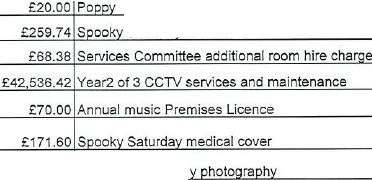 £20.00 Poppy
£259.74 Spooky
£68.38 Services Committee additional room hire charge
£42,536.42 Year2 of 3 CCTV services and maintenance
£70.00 Annual music Premises Licence
£171.60 Spooky Saturday medical cover
y photography